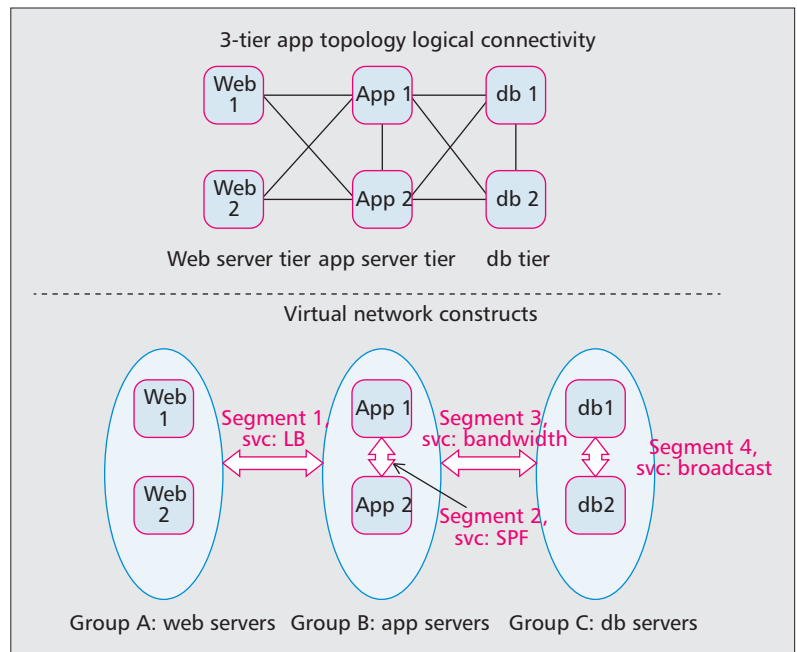 3-tier app topology logical connectivity
Web
1
App 1
db 1
Web
2
App 2
db 2
Web server tier app server tier
db tier
Virtual network constructs
Web
1
Web
2
Segment 1,
svc: LB
App 1
App 2
Segment 2,
svc: SPF
Segment 3,
svc: bandwidth
db1
db2
Segment 4,
svc: broadcast
Group A: web servers
Group B: app servers
Group C: db servers